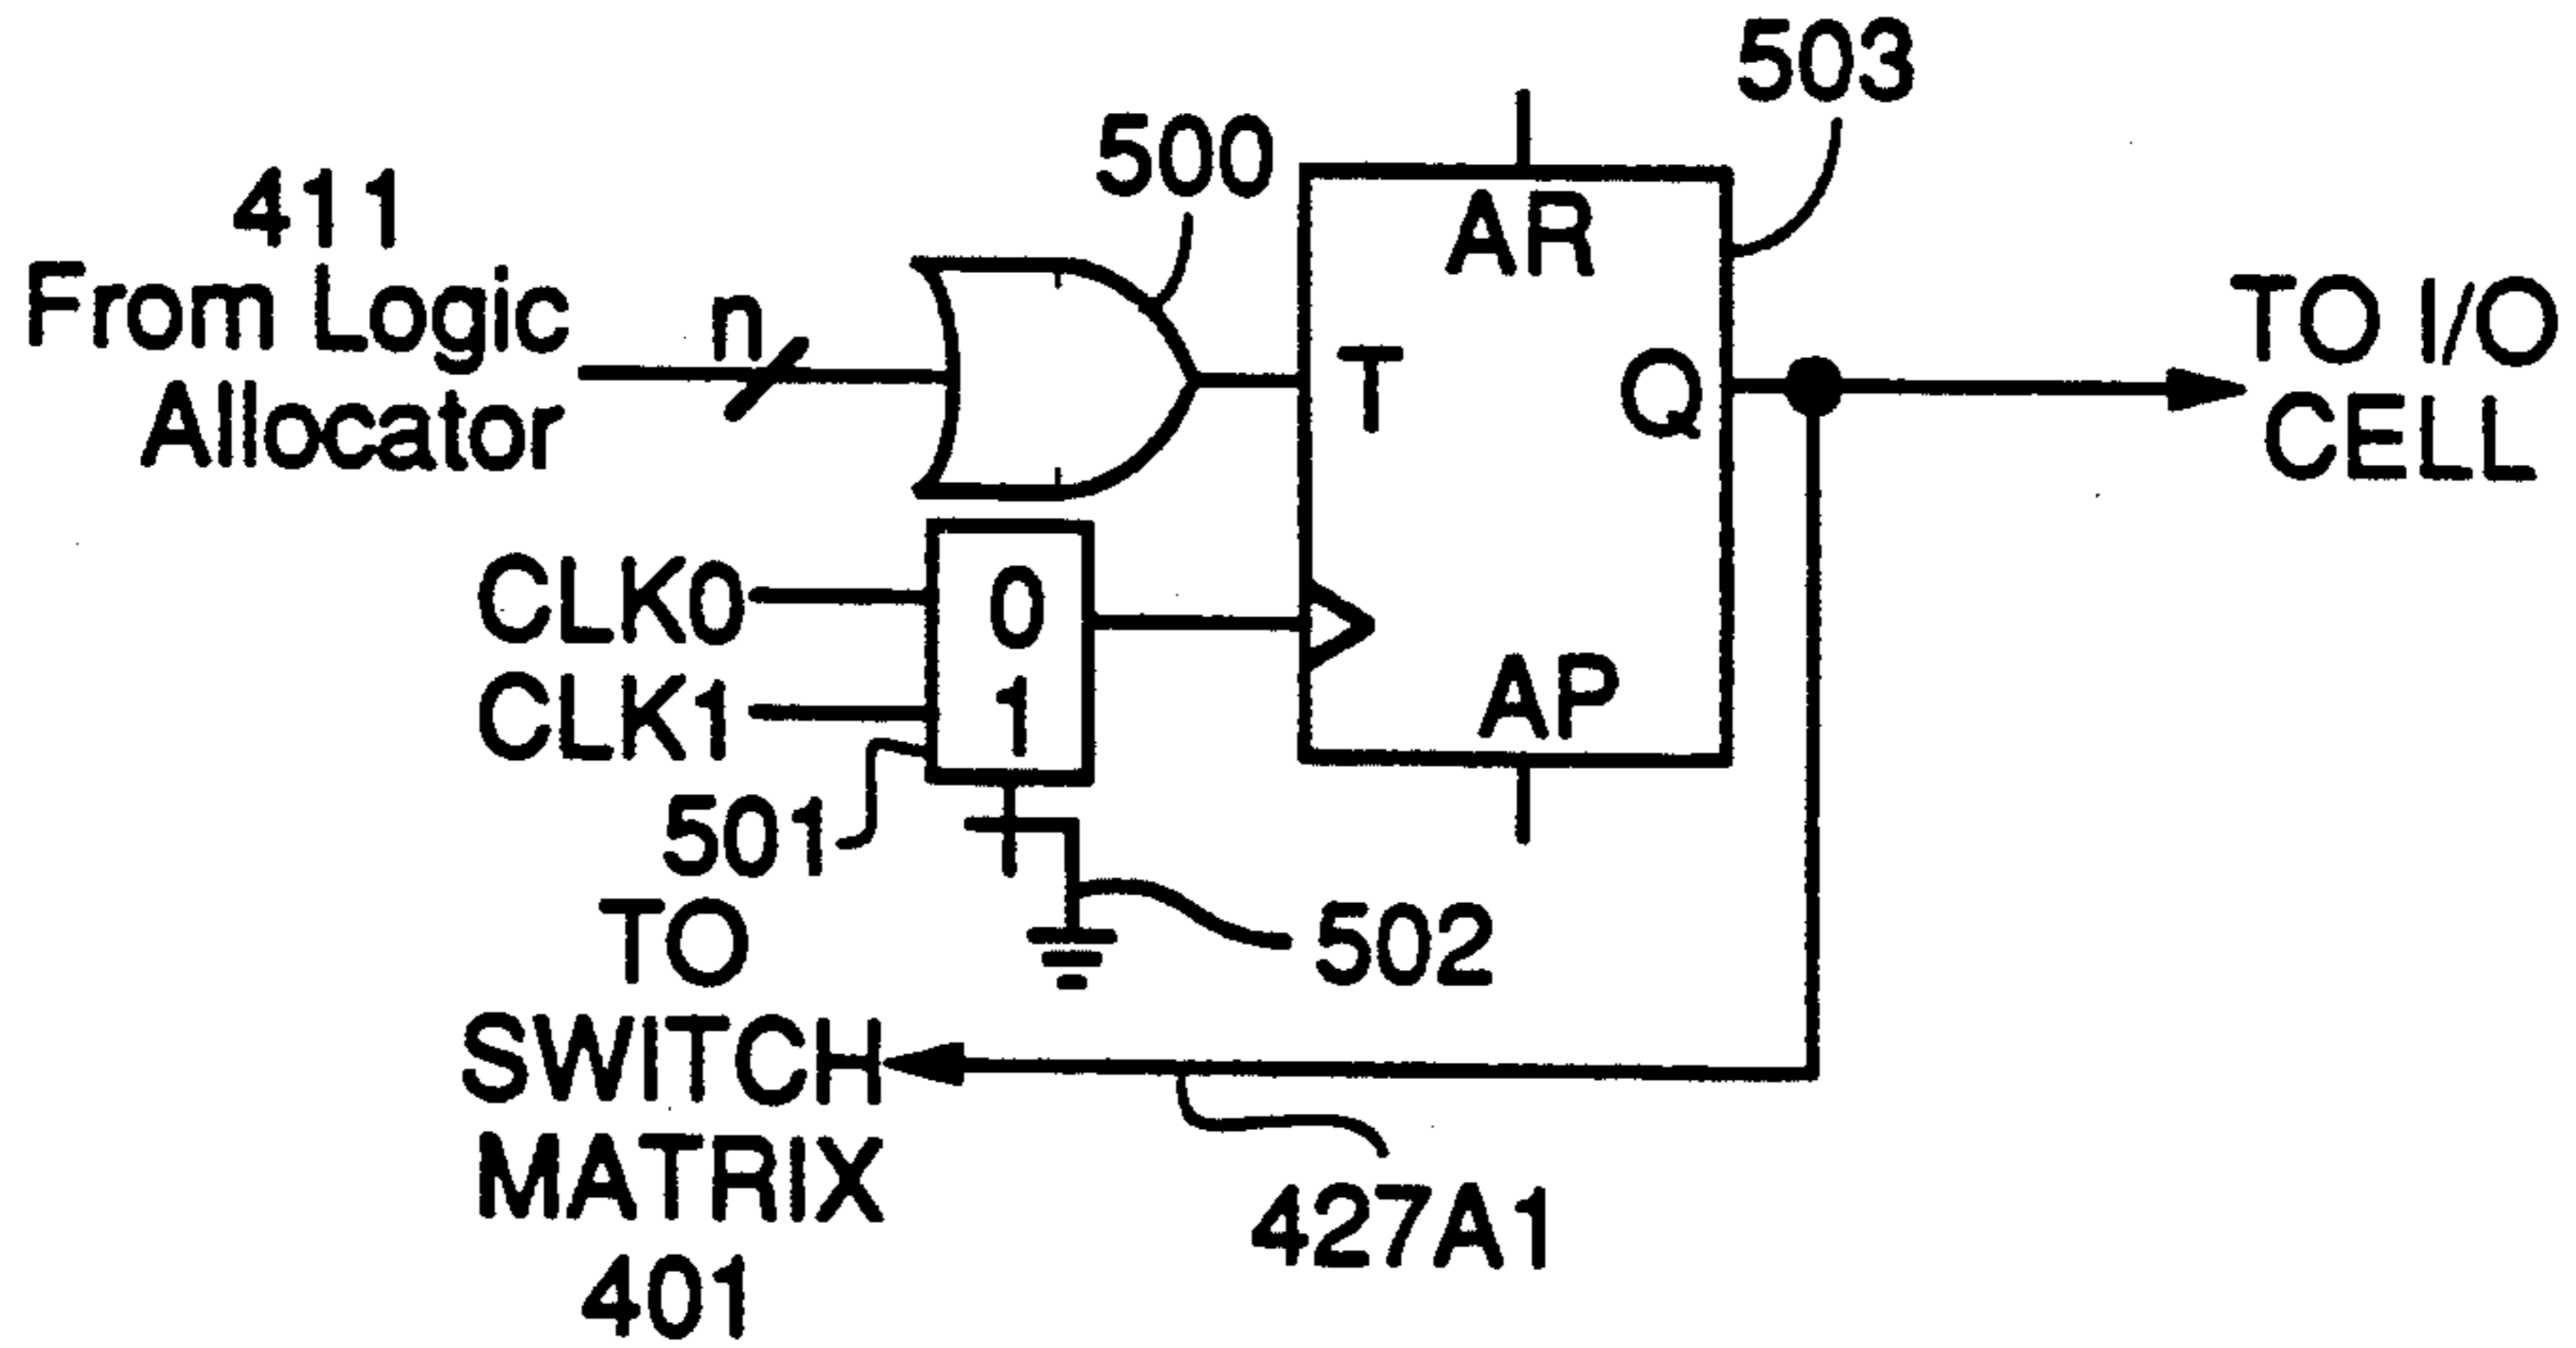 503
500
411
From Logic
Allocator
n
AR
T
Q
TO I/O
CELL
CLK0
0
CLK1
1
AP
501
502
TO
SWITCH
MATRIX
401
427A1